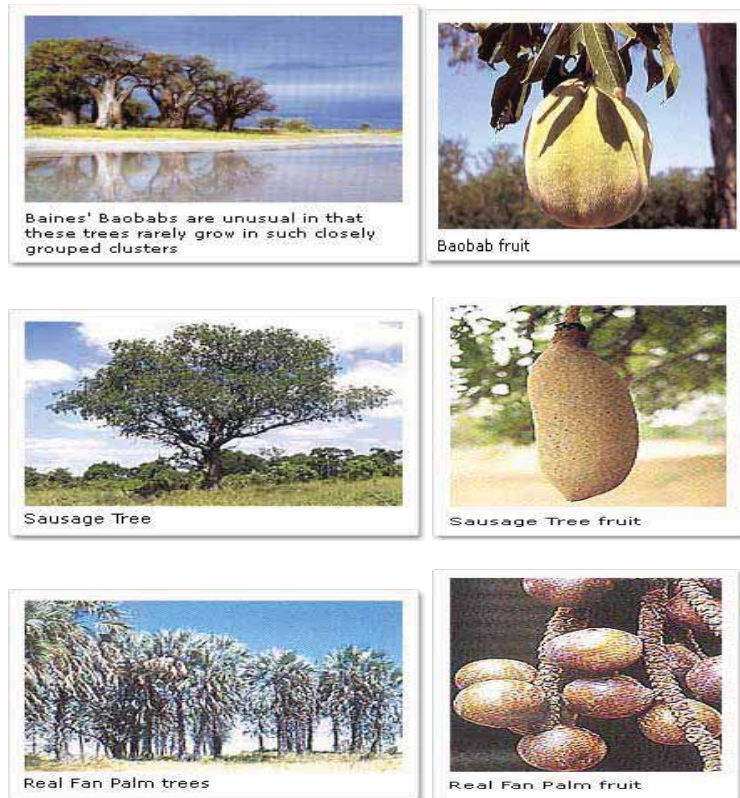 Baines' Baobabs are unusual in that
these trees rarely grow in such closely
grouped clusters
Baobab fruit
Sausage Tree
Sausage Tree fruit
Real Fan Palm trees
Real Fan Palm fruit